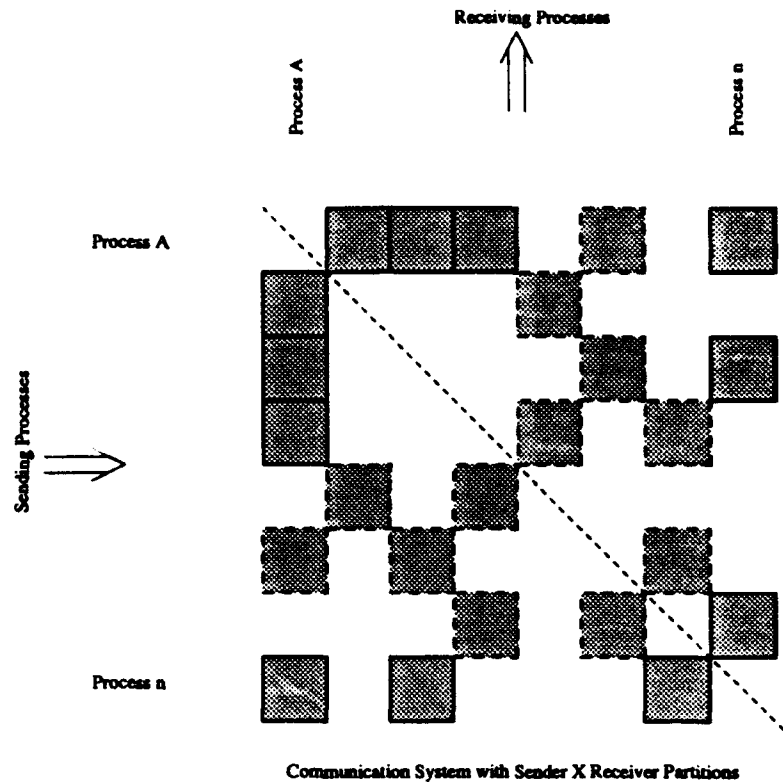 Receiving Processes
Process A
Process n
Process A
Sending Processes
Process n
Communication System with Sender X Receiver Partitions